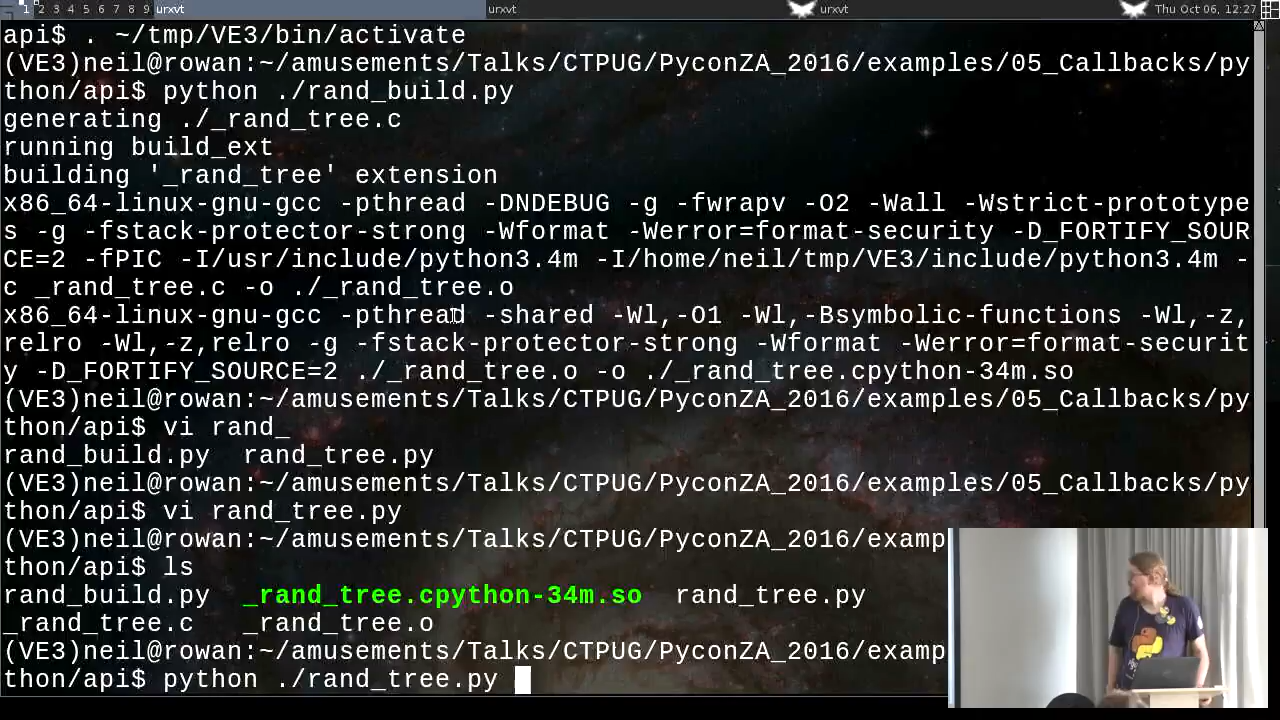 1 2 3 4 5 6 7 8 9 urxvt urxvt urxvt Thu Oct 06, 12:27
api$ . ~/tmp/VE3/bin/activate
(VE3)neil@rowan:~/amusements/Talks/CTPUG/PyconZA_2016/examples/05_Callbacks/py
thon/api$ python ./rand_build.py
generating ./_rand_tree.c
running build_ext
building '_rand_tree' extension
x86_64-linux-gnu-gcc -pthread -DNDEBUG -g -fwrapv -O2 -Wall -Wstrict-prototype
s -g -fstack-protector-strong -Wformat -Werror=format-security -D_FORTIFY_SOUR
CE=2 -fPIC -I/usr/include/python3.4m -I/home/neil/tmp/VE3/include/python3.4m -
c _rand_tree.c -o ./_rand_tree.o
x86_64-linux-gnu-gcc -pthread -shared -Wl,-O1 -Wl,-Bsymbolic-functions -Wl,-z,
relro -Wl,-z,relro -g -fstack-protector-strong -Wformat -Werror=format-securit
y -D_FORTIFY_SOURCE=2 ./_rand_tree.o -o ./_rand_tree.cpython-34m.so
(VE3)neil@rowan:~/amusements/Talks/CTPUG/PyconZA_2016/examples/05_Callbacks/py
thon/api$ vi rand_
rand_build.py  rand_tree.py
(VE3)neil@rowan:~/amusements/Talks/CTPUG/PyconZA_2016/examples/05_Callbacks/py
thon/api$ vi rand_tree.py
(VE3)neil@rowan:~/amusements/Talks/CTPUG/PyconZA_2016/examp
thon/api$ ls
rand_build.py  _rand_tree.cpython-34m.so  rand_tree.py
_rand_tree.c   _rand_tree.o
(VE3)neil@rowan:~/amusements/Talks/CTPUG/PyconZA_2016/examp
thon/api$ python ./rand_tree.py